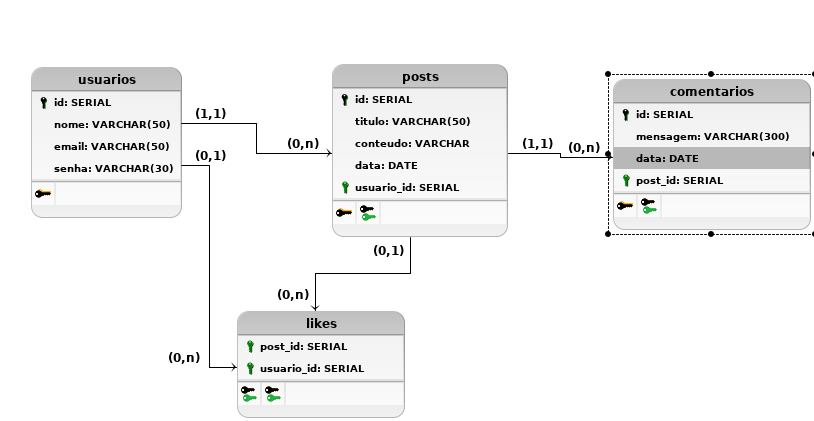 usuarios
id: SERIAL
nome: VARCHAR(50)
email: VARCHAR(50)
senha: VARCHAR(30)
(1,1)
(0,n)
(0,1)
(0,n)
posts
id: SERIAL
titulo: VARCHAR(50)
conteudo: VARCHAR
data: DATE
usuario_id: SERIAL
(1,1)
(0,n)
(0,1)
(0,n)
comentarios
id: SERIAL
mensagem: VARCHAR(300)
data: DATE
post_id: SERIAL
likes
post_id: SERIAL
usuario_id: SERIAL